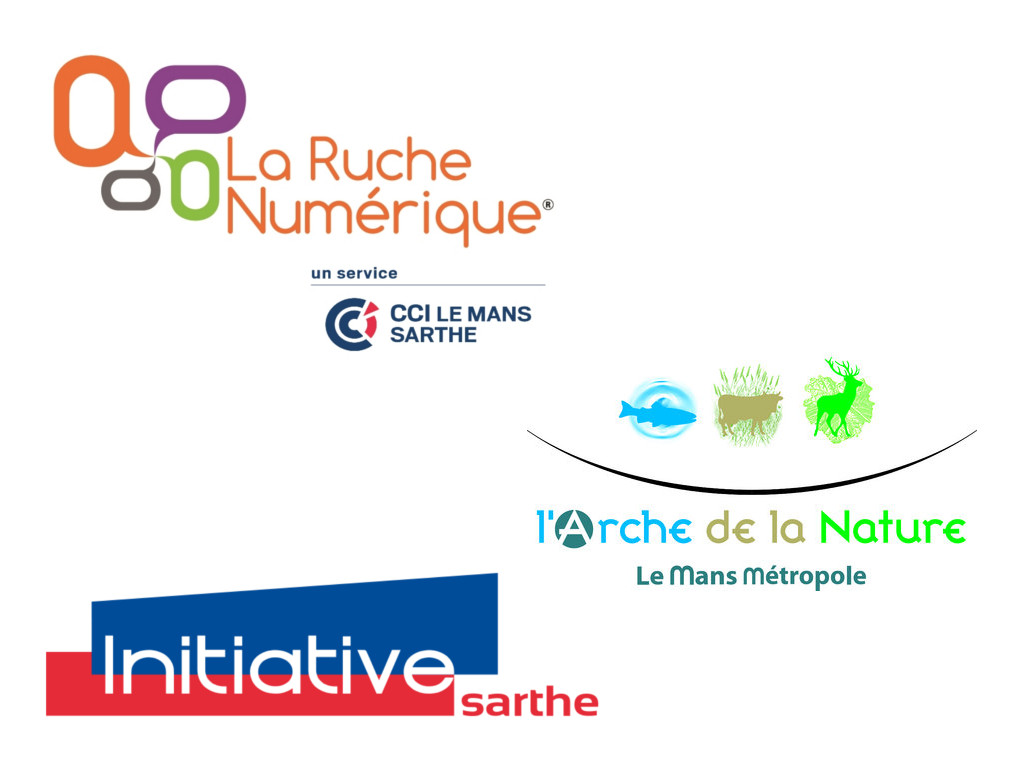 La Ruche
Numérique®
un service
CCI LE MANS
SARTHE
l'Arche de la Nature
Le Mans Métropole
Initiative
sarthe